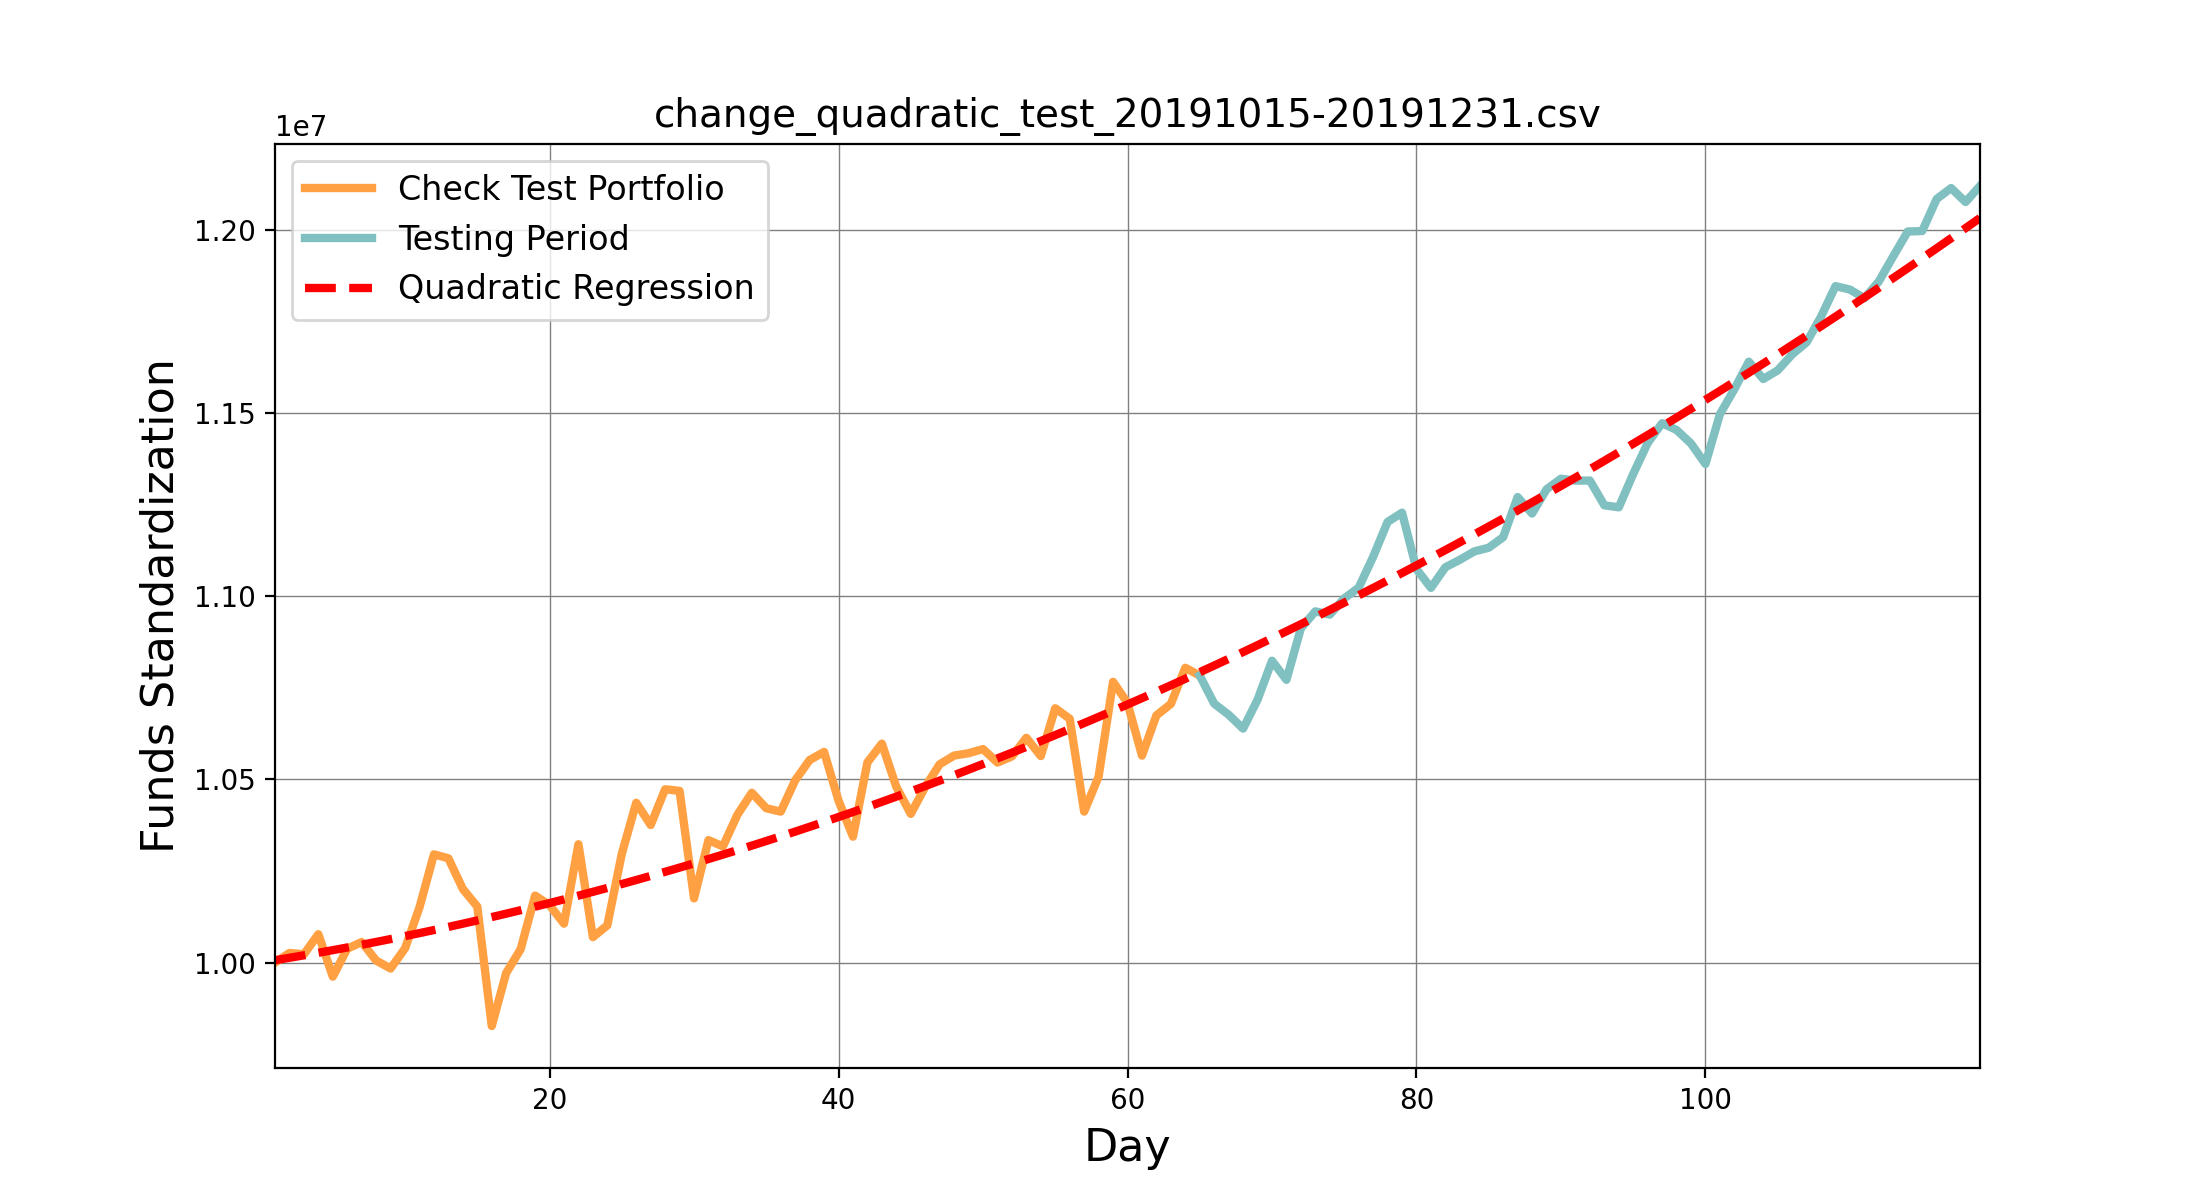 change_quadratic_test_20191015-20191231.csv
1e7
Check Test Portfolio
Testing Period
Quadratic Regression
Funds Standardization
1.20
1.15
1.10
1.05
1.00
20 40 60 80 100
Day